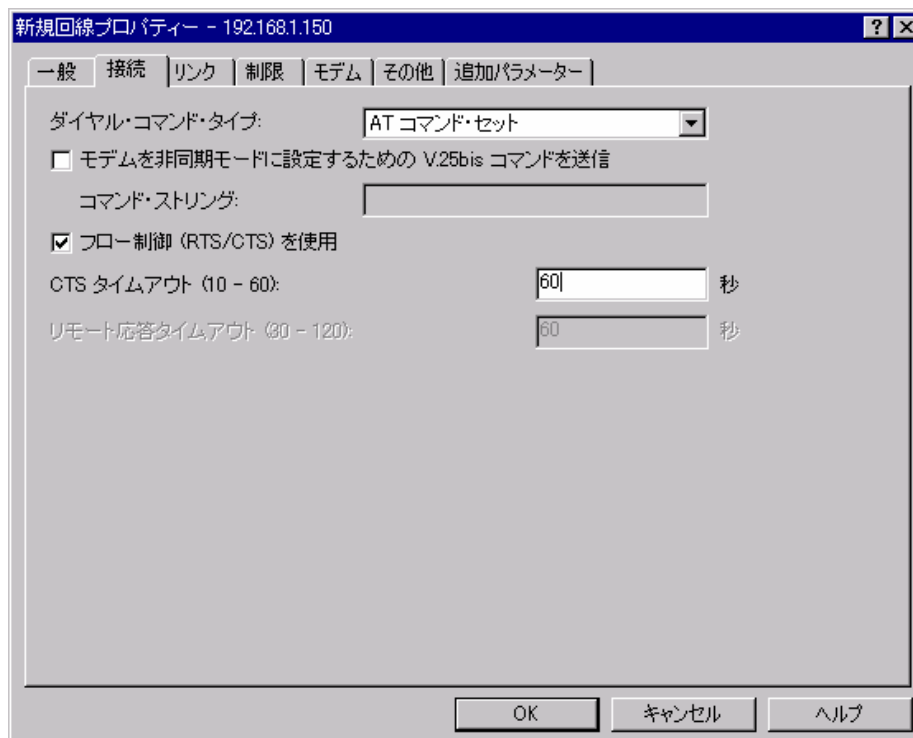 新規回線プロパティー - 192.168.1.150
一般 接続 リンク 制限 モデム その他 追加パラメーター
ダイヤル・コマンド・タイプ: AT コマンド・セット
モデムを非同期モードに設定するための V.25bis コマンドを送信
コマンド・ストリング:
フロー制御 (RTS/CTS) を使用
CTS タイムアウト (10 - 60): 60 秒
リモート応答タイムアウト (30 - 120): 60 秒
OK キャンセル ヘルプ